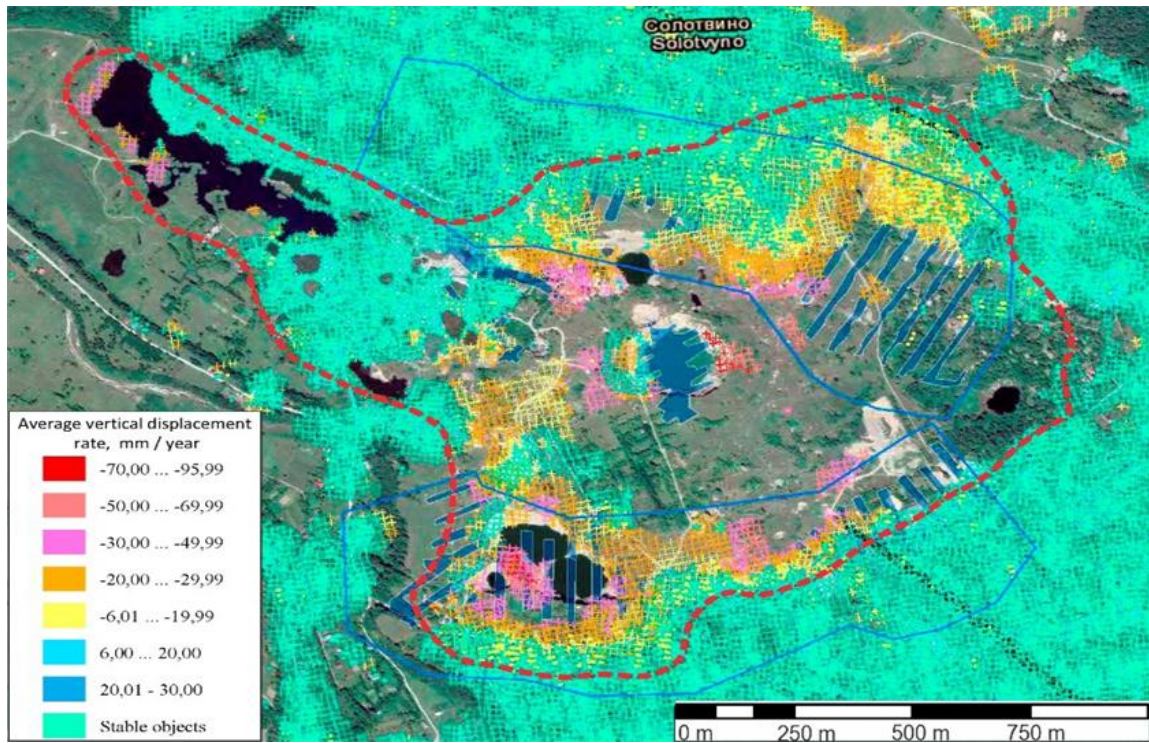 Солотвино
Solotvyno
Average vertical displacement
rate, mm / year
-70,00 ... -95,99
-50,00 ... -69,99
-30,00 ... -49,99
-20,00 ... -29,99
-6,01 ... -19,99
6,00 ... 20,00
20,01 - 30,00
Stable objects
0 m 250 m 500 m 750 m